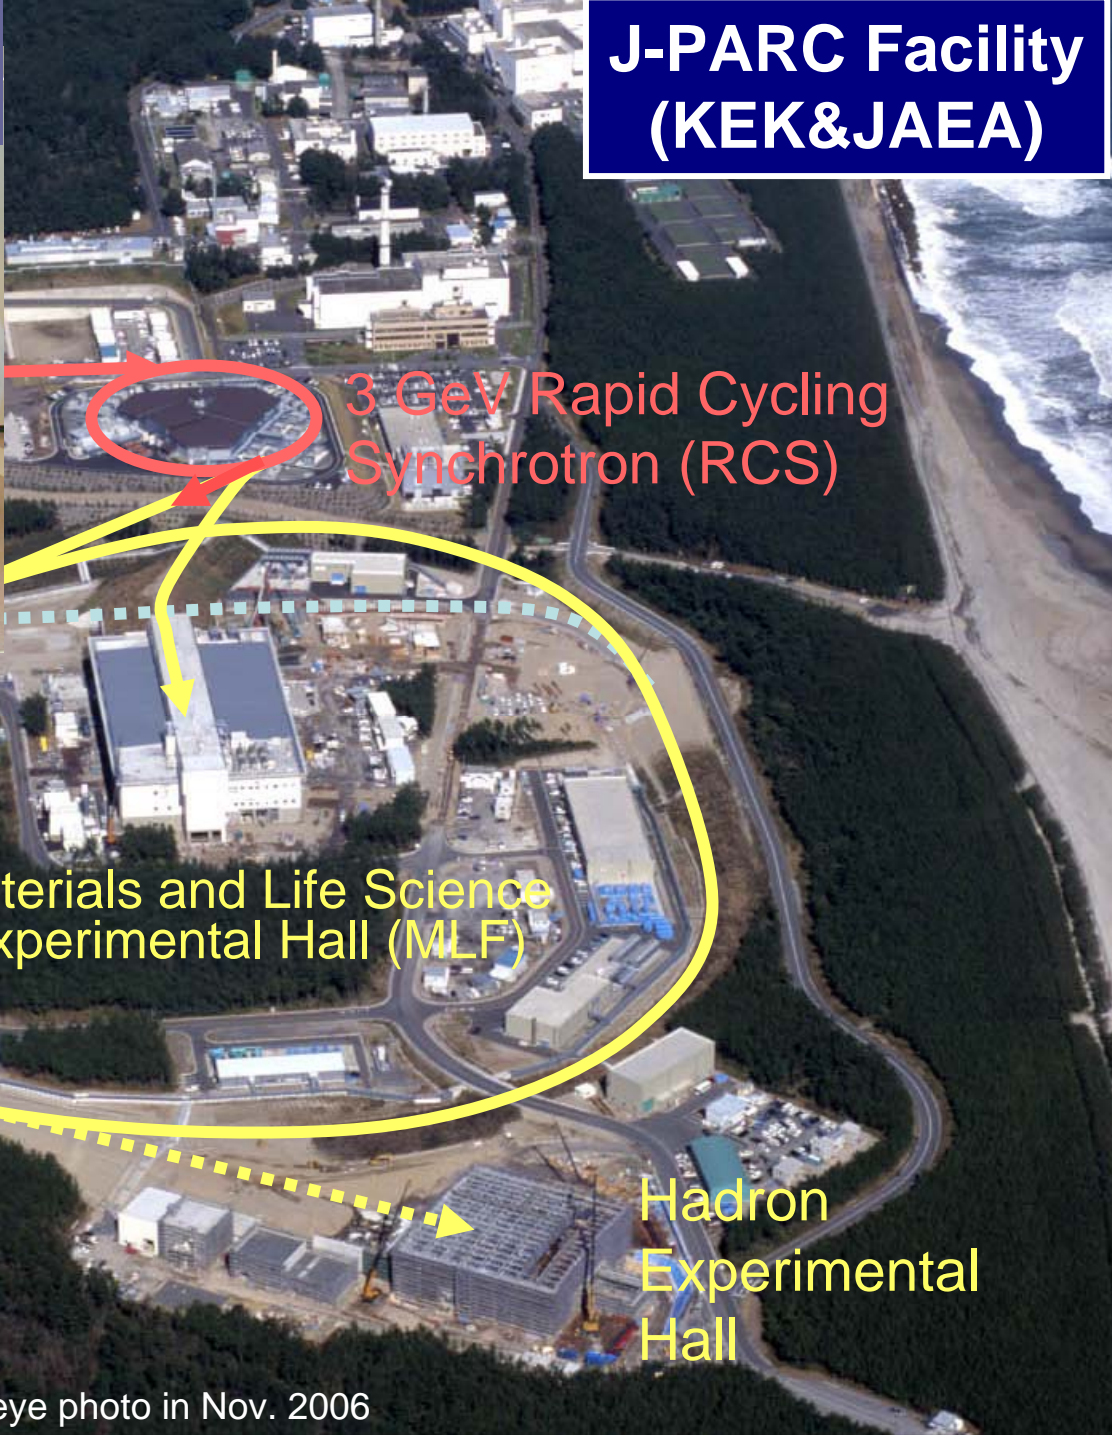 J-PARC Facility
(KEK&JAEA)
3 GeV Rapid Cycling
Synchrotron (RCS)
terials and Life Science
xperimental Hall (MLF)
Hadron
Experimental
Hall
eye photo in Nov. 2006